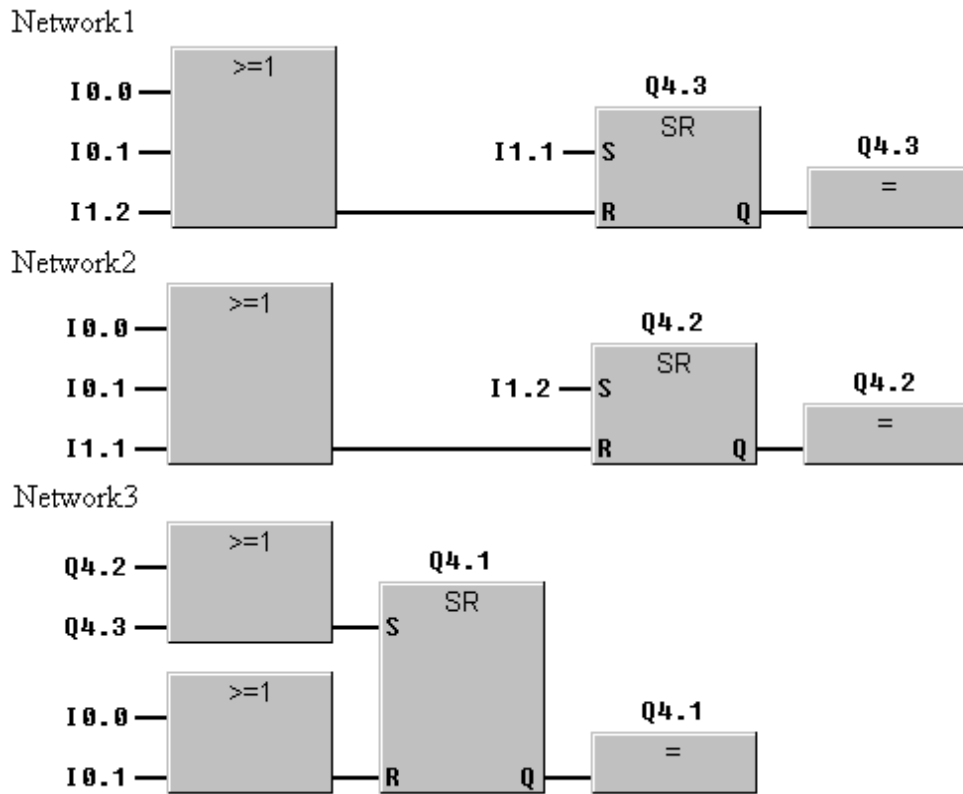 Network1
>=1
I0.0
Q4.3
SR
I0.1
I1.1
S
Q4.3
=
I1.2
R
Q
Network2
>=1
I0.0
Q4.2
SR
I0.1
I1.2
S
Q4.2
=
I1.1
R
Q
Network3
>=1
Q4.2
Q4.1
SR
Q4.3
S
>=1
I0.0
Q4.1
=
I0.1
R
Q